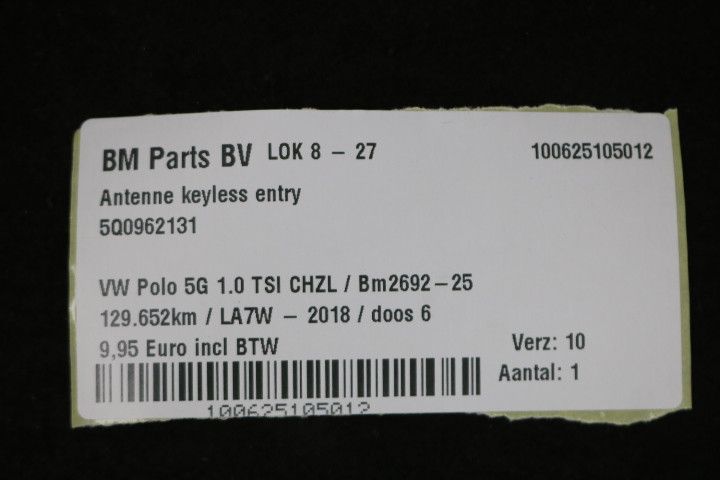 BM Parts BV LOK 8 - 27 100625105012
Antenne keyless entry
5Q0962131
VW Polo 5G 1.0 TSI CHZL / Bm2692-25
129.652km / LA7W - 2018 / doos 6
9,95 Euro incl BTW Verz: 10
Aantal: 1
100625105012